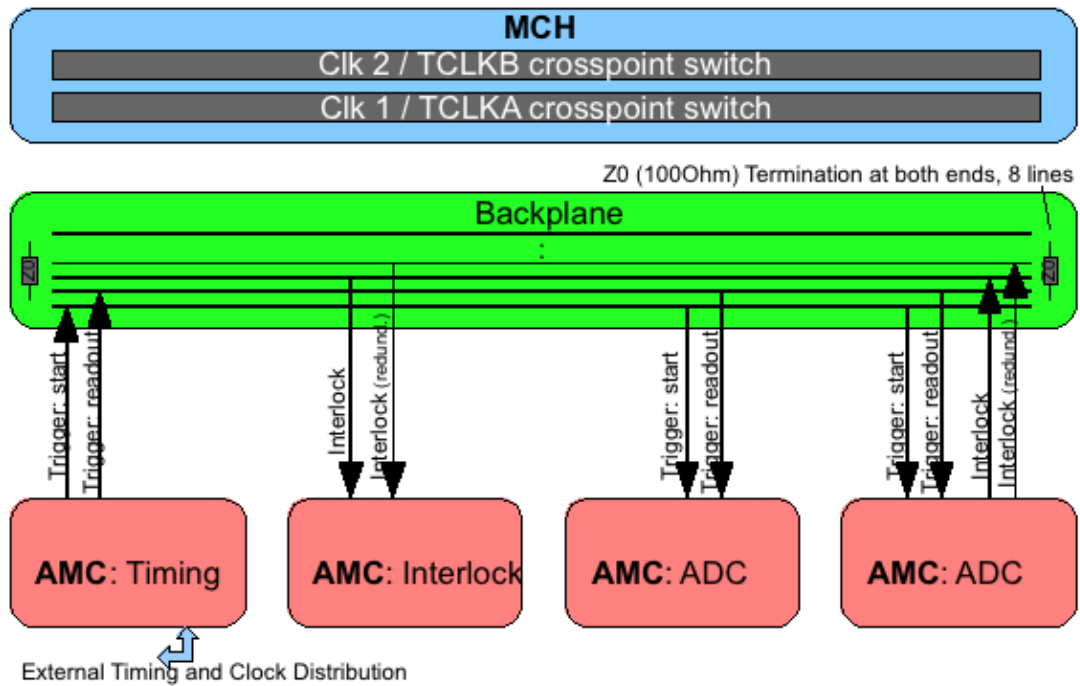 MCH
Clk 2 / TCLKB crosspoint switch
Clk 1 / TCLKA crosspoint switch
Z0 (100Ohm) Termination at both ends, 8 lines
Backplane
:
Z0
Z0
Trigger: start
Trigger: readout
Interlock
Interlock (redund.)
Trigger: start
Trigger: readout
Trigger: start
Trigger: readout
Interlock
Interlock (redund.)
AMC: Timing
AMC: Interlock
AMC: ADC
AMC: ADC
External Timing and Clock Distribution